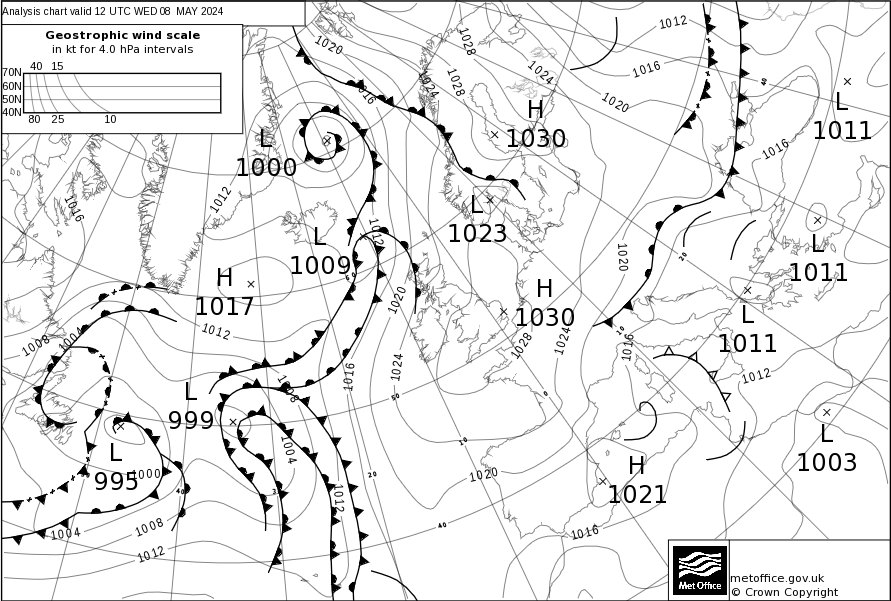 Analysis chart valid 12 UTC WED 08 MAY 2024
Geostrophic wind scale
in kt for 4.0 hPa intervals
40 15
70N
60N
50N
40N
80 25 10
1020
1028
1012
1024
1016
1028
1024
1016
1020
H
1030
L
1011
L
1000
1016
1012
1016
L
1023
1012
L
1009
1020
L
1011
H
1017
1020
H
1030
L
1011
1008
1004
1012
1028
1024
1016
1016
1024
1012
L
999
1008
L
995
1000
1004
1012
1020
H
1021
L
1003
1004
1008
1012
1016
Met Office
metoffice.gov.uk
© Crown Copyright